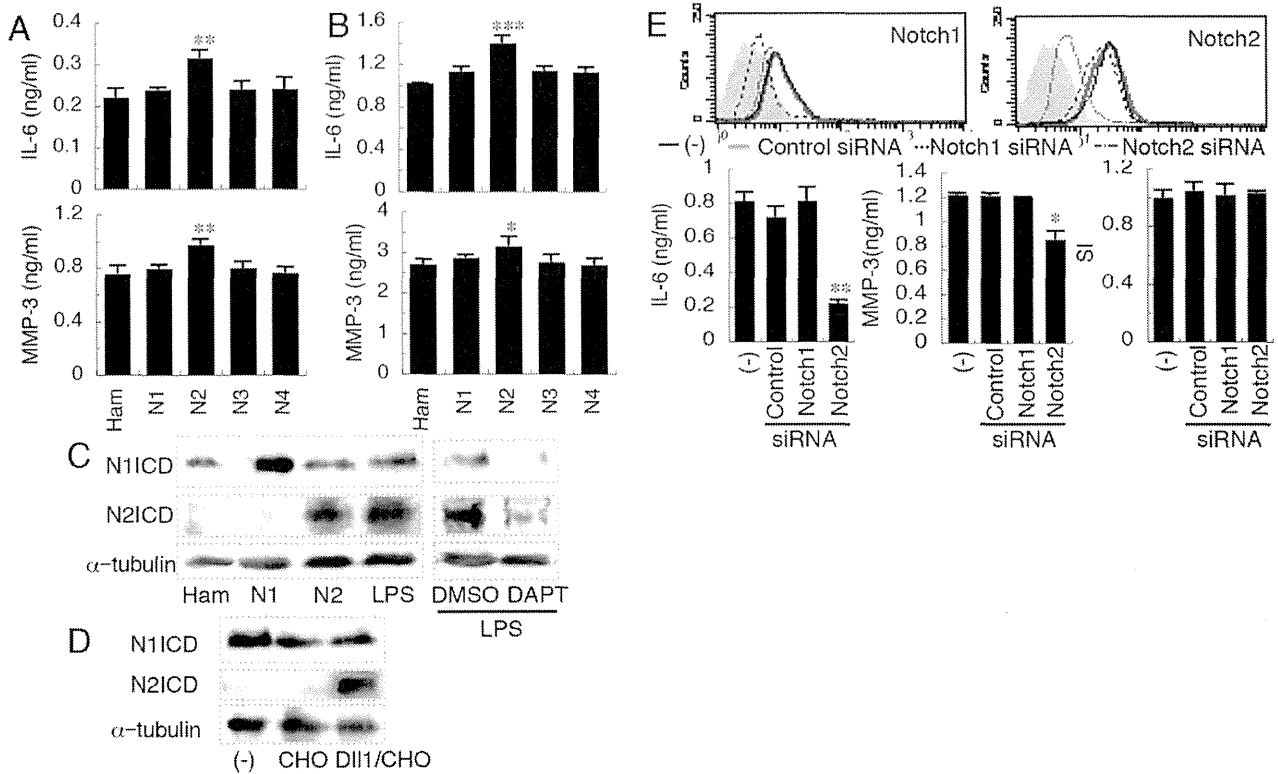 A
IL-6 (ng/ml)
0.4
0.3
0.2
0.1
0
**
MMP-3 (ng/ml)
1.2
0.8
0.4
0
**
Ham N1 N2 N3 N4
B
IL-6 (ng/ml)
1.6
1.2
0.8
0.4
0
***
MMP-3 (ng/ml)
4
3
2
1
0
*
Ham N1 N2 N3 N4
C
N1ICD
N2ICD
α-tubulin
Ham N1 N2 LPS DMSO DAPT
LPS
D
N1ICD
N2ICD
α-tubulin
(-) CHO Dll1/CHO
E
Counts
Notch1
Counts
Notch2
(-) Control siRNA Notch1 siRNA Notch2 siRNA
IL-6 (ng/ml)
1
0.8
0.6
0.4
0.2
0
**
(-) Control Notch1 Notch2
siRNA
MMP-3(ng/ml)
1.4
1.2
1
0.8
0.6
0.4
0.2
0
*
(-) Control Notch1 Notch2
siRNA
SI
1.2
0.8
0.4
0
(-) Control Notch1 Notch2
siRNA